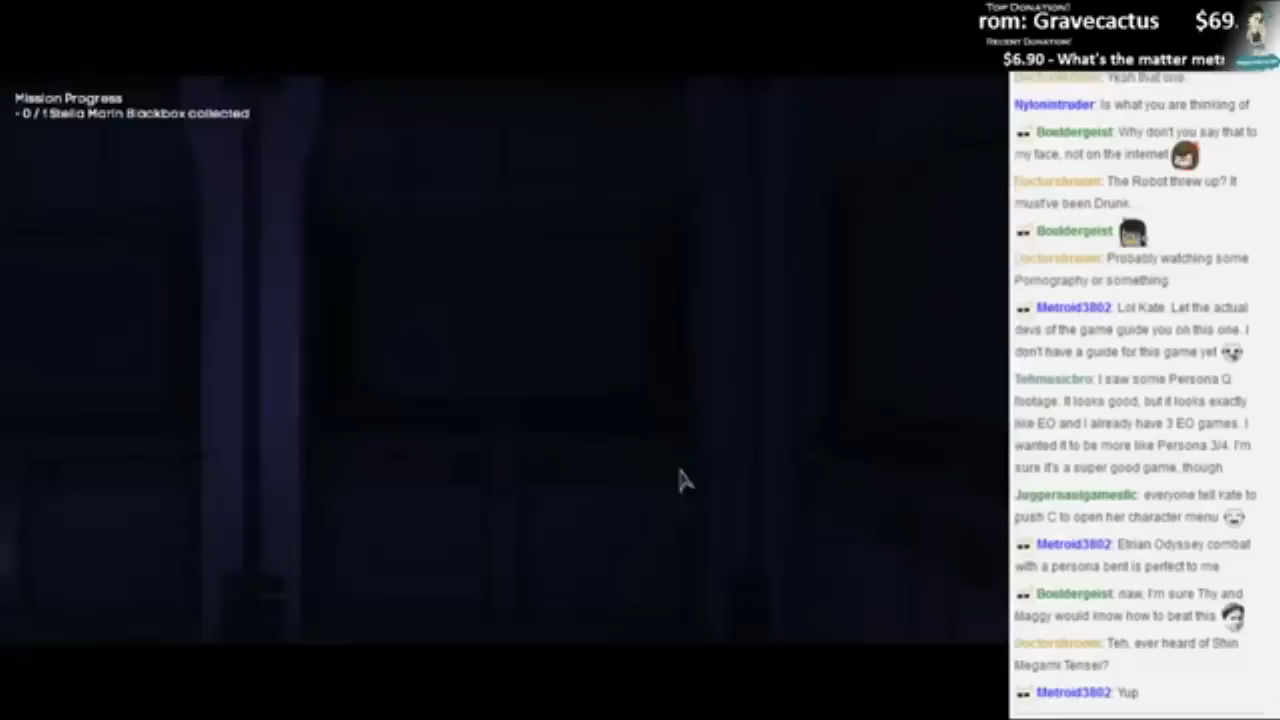 Top Donation!
rom: Gravecactus $69.
Recent Donation!
$6.90 - What's the matter metr
Mission Progress
- 0 / 1 Stella Marin Blackbox collected
Yeah that one.
Nylonintruder: Is what you are thinking of
Bouldergeist: Why don't you say that to
my face, not on the internet
Doctorshroom: The Robot threw up? It
must've been Drunk...
Bouldergeist:
Doctorshroom: Probably watching some
Pornography or something
Metroid3802: Lol Kate. Let the actual
devs of the game guide you on this one. I
don't have a guide for this game yet
Tehmusicbro: I saw some Persona Q
footage. It looks good, but it looks exactly
like EO and I already have 3 EO games. I
wanted it to be more like Persona 3/4. I'm
sure it's a super good game, though.
Juggernautgamesllc: everyone tell kate to
push C to open her character menu
Metroid3802: Etrian Odyssey combat
with a persona bent is perfect to me
Bouldergeist: naw, I'm sure Thy and
Maggy would know how to beat this
Doctorshroom: Teh, ever heard of Shin
Megami Tensei?
Metroid3802: Yup